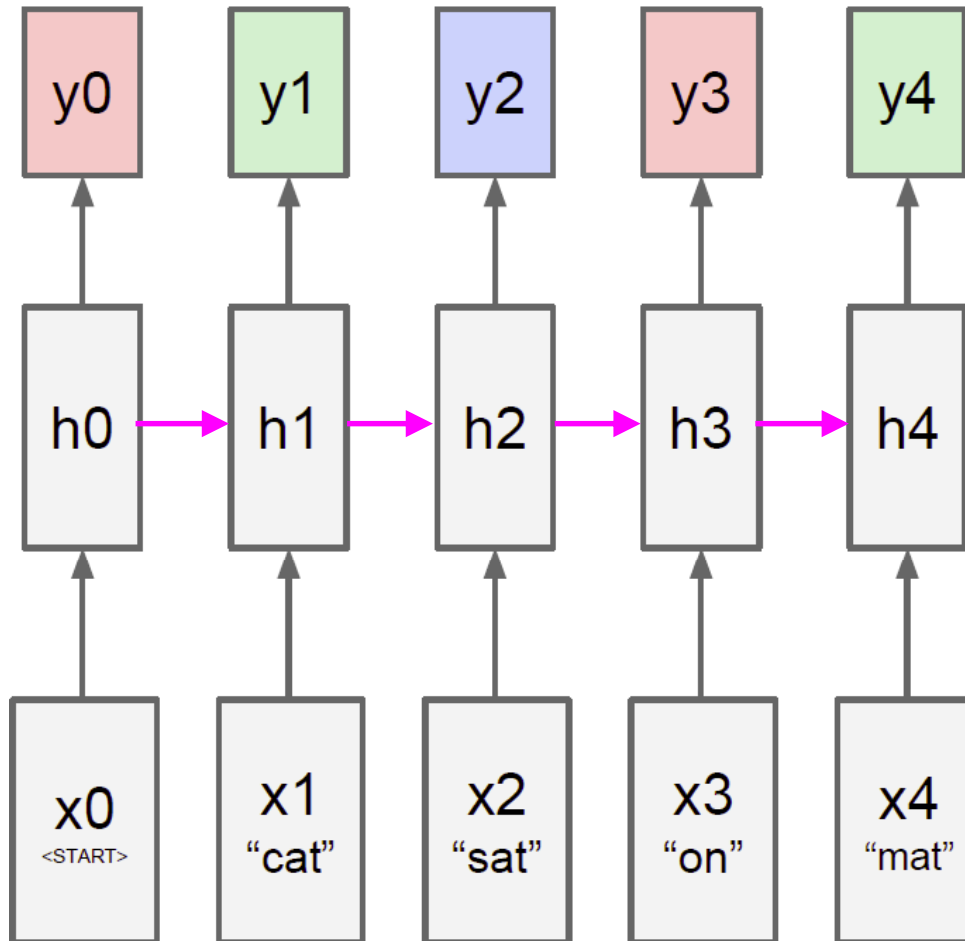 y0 y1 y2 y3 y4
h0 h1 h2 h3 h4
x0 x1 x2 x3 x4
<START> “cat” “sat” “on” “mat”